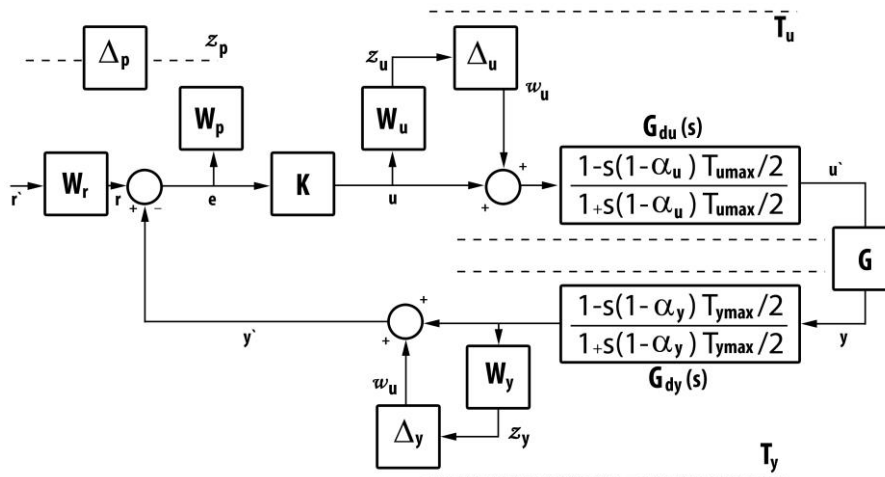 Δp
zp
Tu
zu
Δu
wu
Wp
Wu
Gdu(s)
1-s(1-αu) Tumax/2
1+s(1-αu) Tumax/2
u`
r`
Wr
r
+
−
e
K
u
+
+
G
1-s(1-αy) Tymax/2
1+s(1-αy) Tymax/2
y
Gdy(s)
y`
+
+
wu
Wy
Δy
zy
Ty